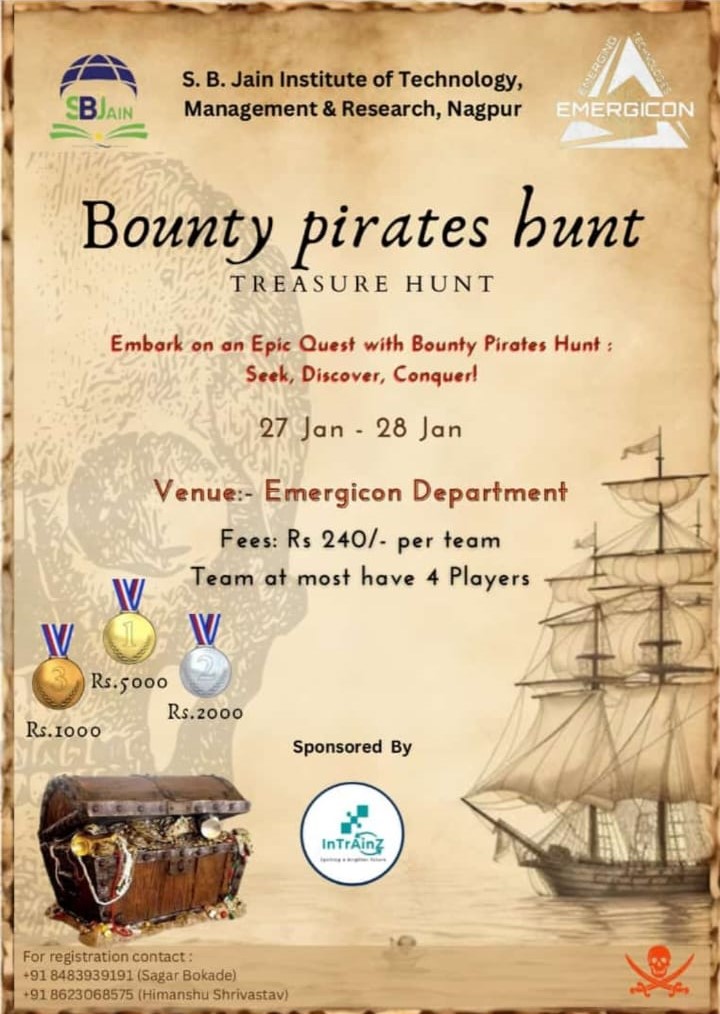 SBJAIN
S. B. Jain Institute of Technology,
Management & Research, Nagpur
EMERGING TECHNOLOGIES
EMERGICON
Bounty pirates hunt
TREASURE HUNT
Embark on an Epic Quest with Bounty Pirates Hunt :
Seek, Discover, Conquer!
27 Jan - 28 Jan
Venue:- Emergicon Department
Fees: Rs 240/- per team
Team at most have 4 Players
1
3
2
Rs.5000
Rs.2000
Rs.1000
Sponsored By
InTrAinZ
Igniting a brighter future
For registration contact :
+91 8483939191 (Sagar Bokade)
+91 8623068575 (Himanshu Shrivastav)